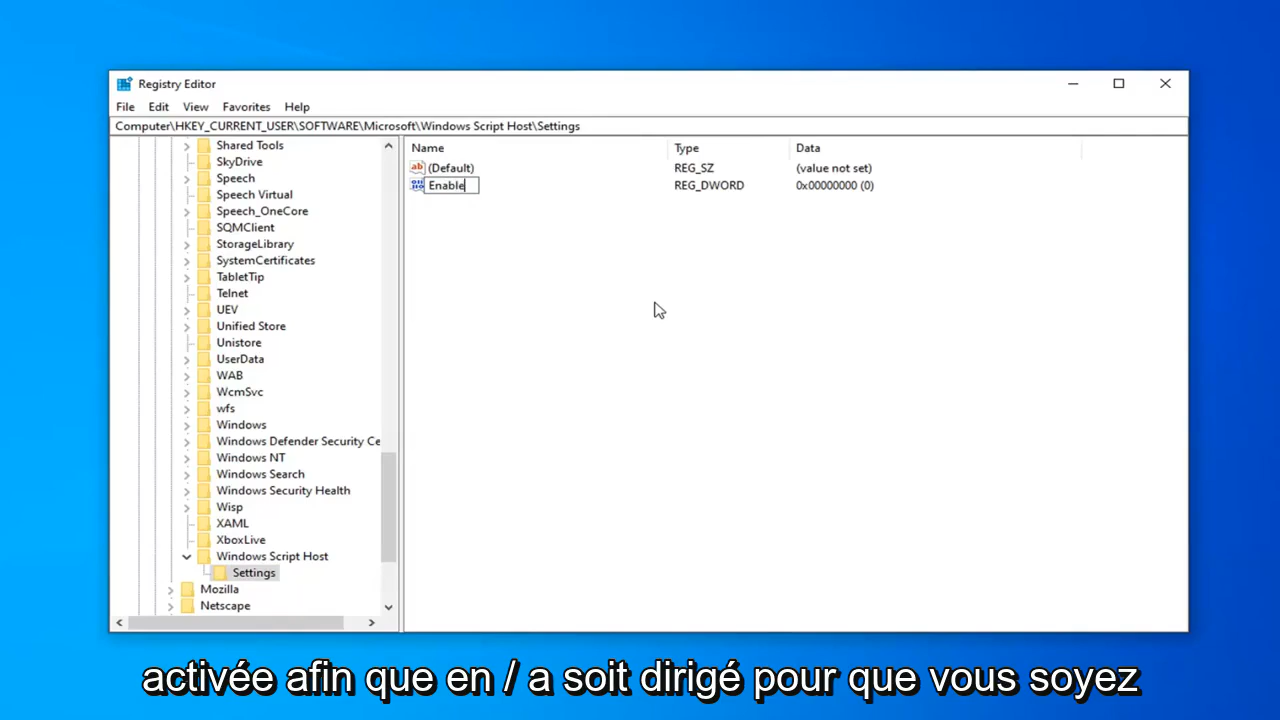 Registry Editor
File Edit View Favorites Help
Computer\HKEY_CURRENT_USER\SOFTWARE\Microsoft\Windows Script Host\Settings
Shared Tools
SkyDrive
Speech
Speech Virtual
Speech_OneCore
SQMClient
StorageLibrary
SystemCertificates
TabletTip
Telnet
UEV
Unified Store
Unistore
UserData
WAB
WcmSvc
wfs
Windows
Windows Defender Security Ce
Windows NT
Windows Search
Windows Security Health
Wisp
XAML
XboxLive
Windows Script Host
Settings
Mozilla
Netscape
Name Type Data
(Default) REG_SZ (value not set)
Enable REG_DWORD 0x00000000 (0)
activée afin que en / a soit dirigé pour que vous soyez